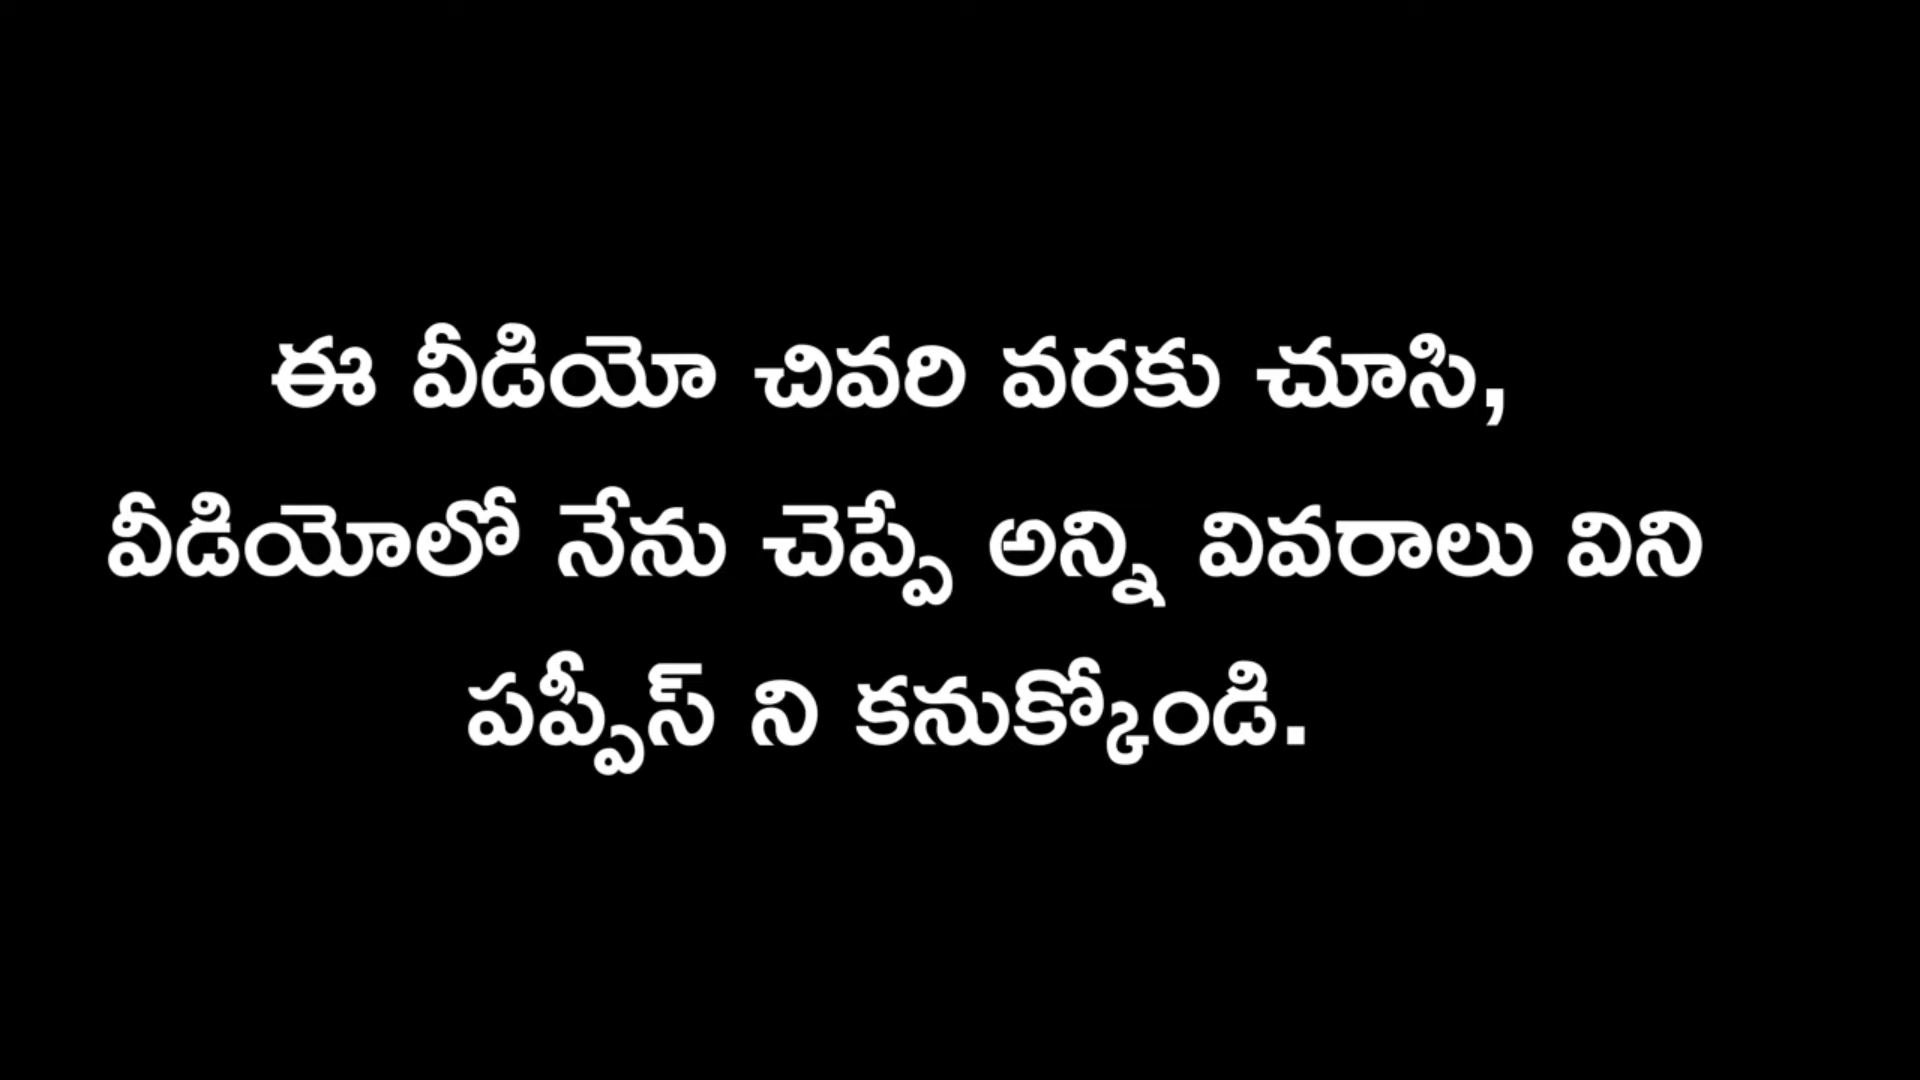 ఈ వీడియో చివరి వరకు చూసి,
వీడియోలో నేను చెప్పే అన్ని వివరాలు విని
పప్పీస్ ని కనుక్కోండి.